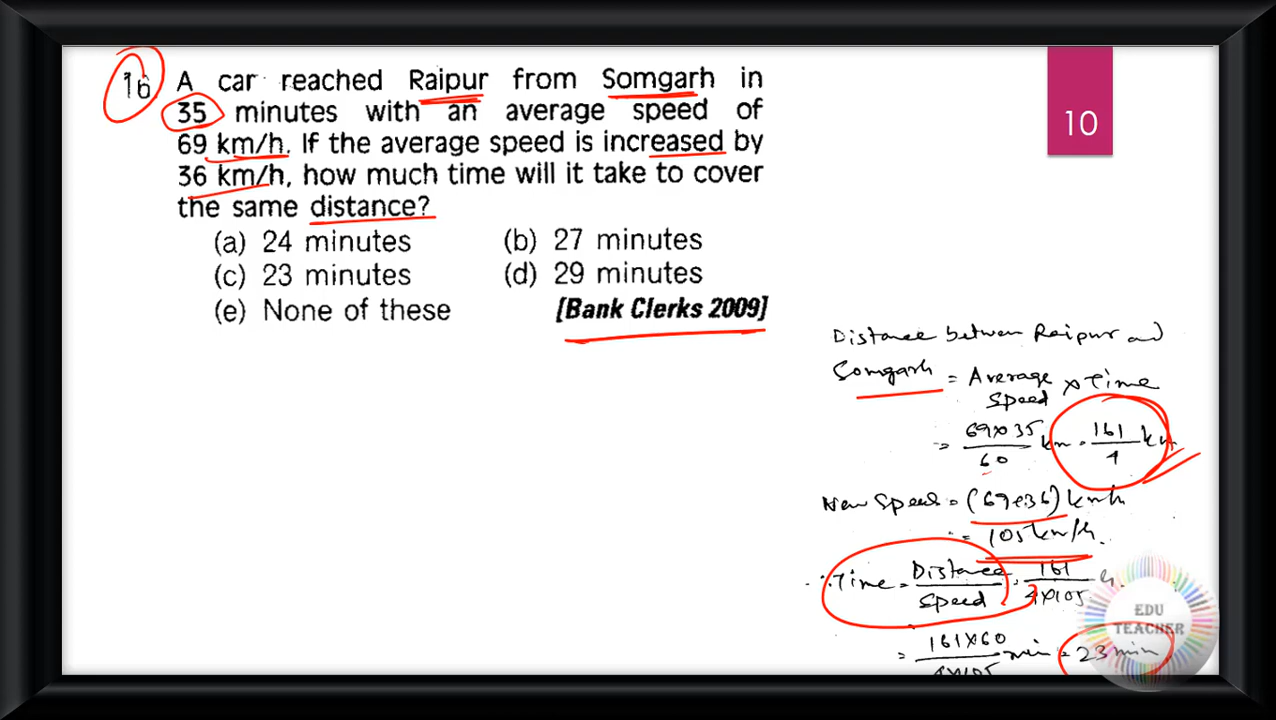 16 A car reached Raipur from Somgarh in
35 minutes with an average speed of
69 km/h. If the average speed is increased by
36 km/h, how much time will it take to cover
the same distance?
(a) 24 minutes (b) 27 minutes
(c) 23 minutes (d) 29 minutes
(e) None of these [Bank Clerks 2009]
10
Distance between Raipur and
Somgarh = Average Speed × Time
= 69×35/60 km = 161/4 km
New Speed = (69+36) km/h
= 105 km/h.
∴ Time = Distance/Speed = 161/4×105 h.
= 161×60/4×105 min = 23 min
EDU
TEACHER